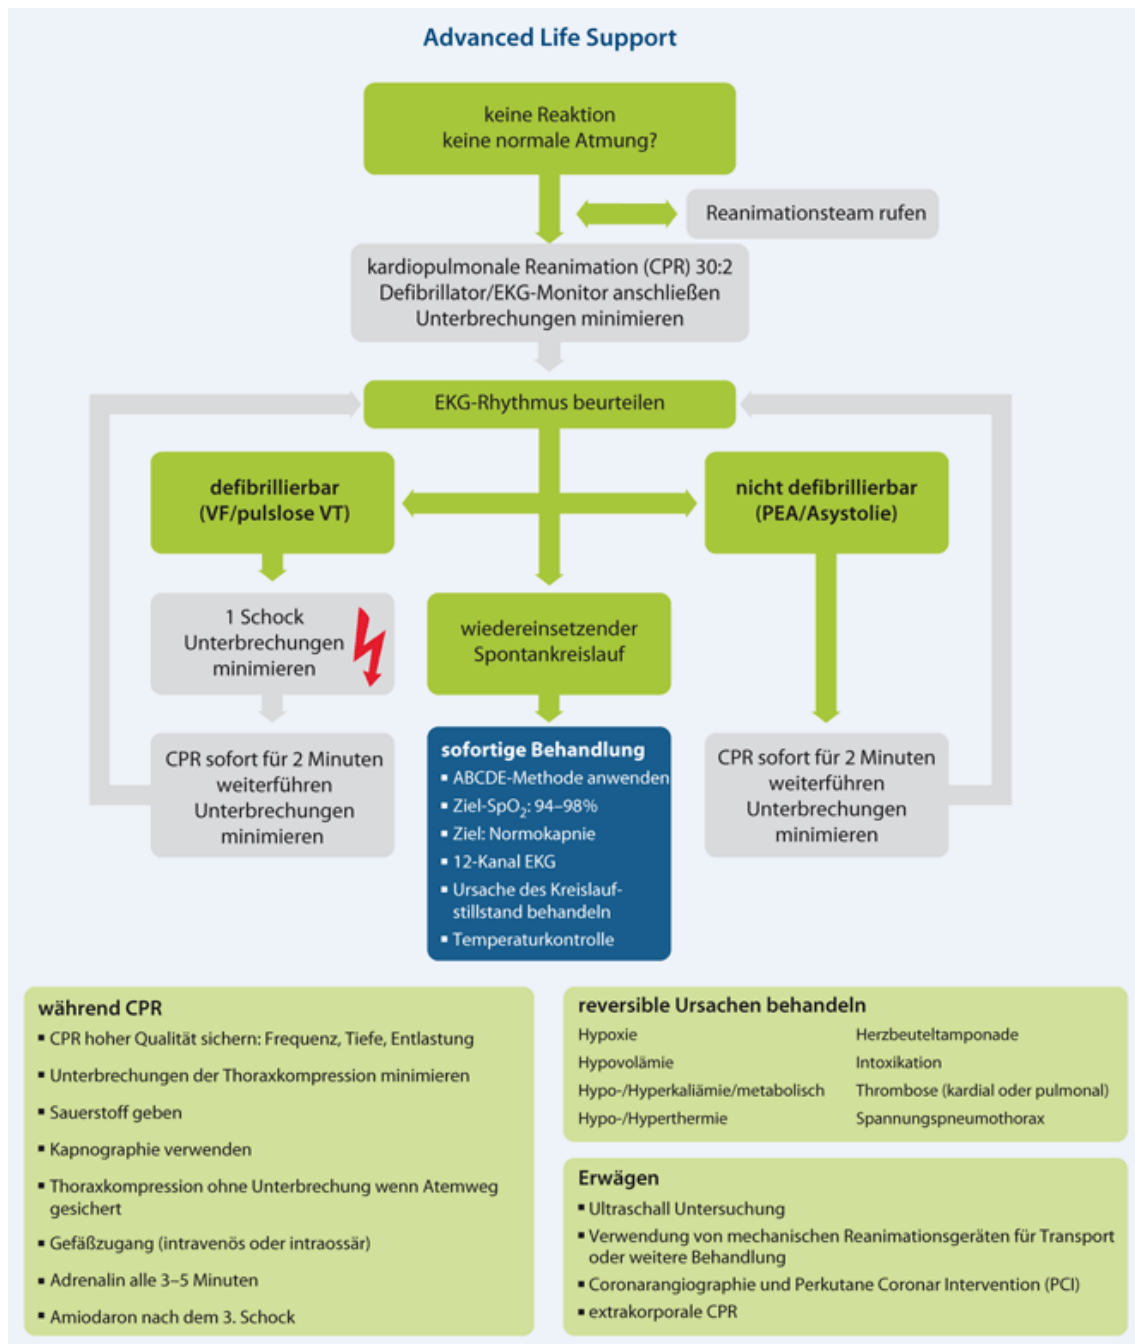 Advanced Life Support
keine Reaktion
keine normale Atmung?
Reanimationsteam rufen
kardiopulmonale Reanimation (CPR) 30:2
Defibrillator/EKG-Monitor anschließen
Unterbrechungen minimieren
EKG-Rhythmus beurteilen
defibrillierbar
(VF/pulslose VT)
nicht defibrillierbar
(PEA/Asystolie)
1 Schock
Unterbrechungen
minimieren
wiedereinsetzender
Spontankreislauf
CPR sofort für 2 Minuten
weiterführen
Unterbrechungen
minimieren
sofortige Behandlung
▪ ABCDE-Methode anwenden
▪ Ziel-SpO₂: 94–98%
▪ Ziel: Normokapnie
▪ 12-Kanal EKG
▪ Ursache des Kreislauf-
stillstand behandeln
▪ Temperaturkontrolle
CPR sofort für 2 Minuten
weiterführen
Unterbrechungen
minimieren
während CPR
▪ CPR hoher Qualität sichern: Frequenz, Tiefe, Entlastung
▪ Unterbrechungen der Thoraxkompression minimieren
▪ Sauerstoff geben
▪ Kapnographie verwenden
▪ Thoraxkompression ohne Unterbrechung wenn Atemweg
gesichert
▪ Gefäßzugang (intravenös oder intraossär)
▪ Adrenalin alle 3–5 Minuten
▪ Amiodaron nach dem 3. Schock
reversible Ursachen behandeln
Hypoxie
Hypovolämie
Hypo-/Hyperkaliämie/metabolisch
Hypo-/Hyperthermie
Herzbeuteltamponade
Intoxikation
Thrombose (kardial oder pulmonal)
Spannungspneumothorax
Erwägen
▪ Ultraschall Untersuchung
▪ Verwendung von mechanischen Reanimationsgeräten für Transport
oder weitere Behandlung
▪ Coronarangiographie und Perkutane Coronar Intervention (PCI)
▪ extrakorporale CPR